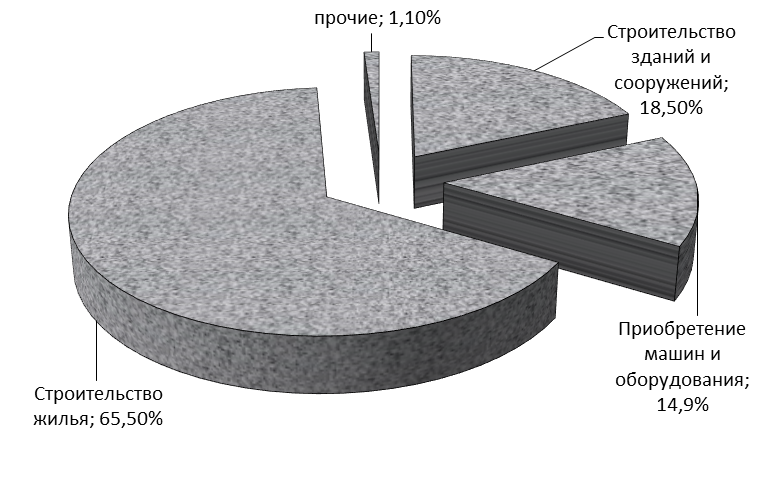 прочие; 1,10%
Строительство
зданий и
сооружений;
18,50%
Приобретение
машин и
оборудования;
14,9%
Строительство
жилья; 65,50%